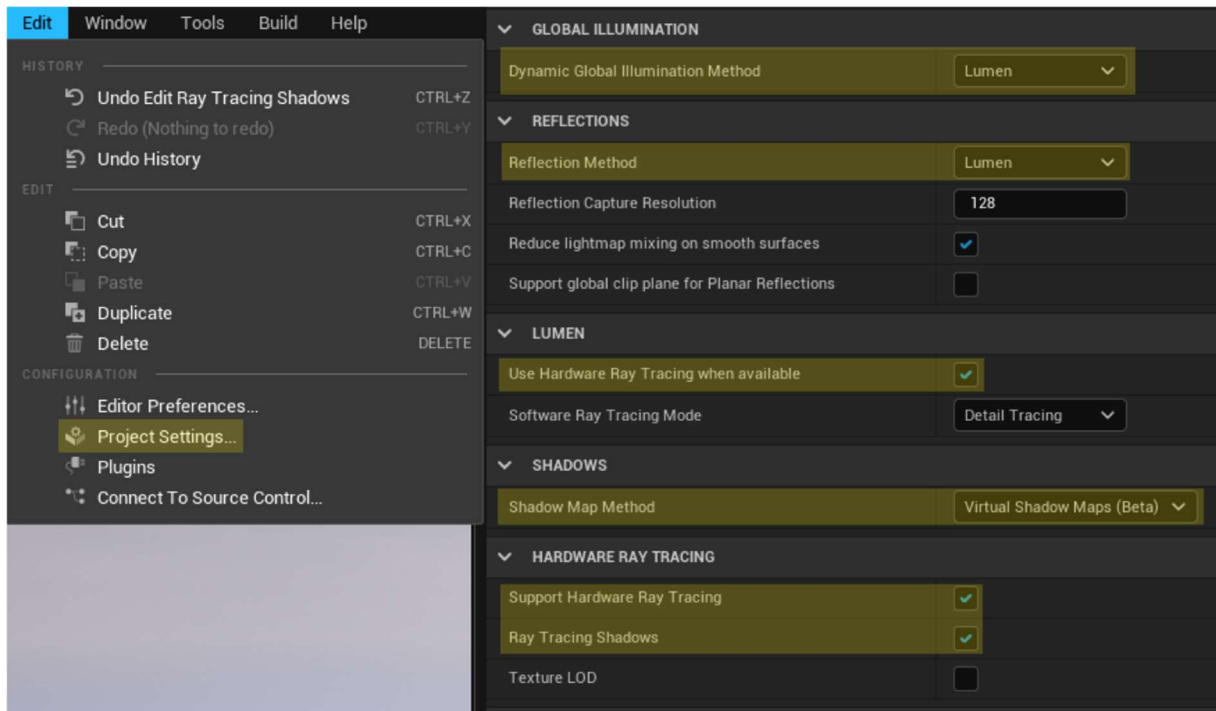 Edit Window Tools Build Help
HISTORY
Undo Edit Ray Tracing Shadows CTRL+Z
Redo (Nothing to redo) CTRL+Y
Undo History
EDIT
Cut CTRL+X
Copy CTRL+C
Paste CTRL+V
Duplicate CTRL+W
Delete DELETE
CONFIGURATION
Editor Preferences...
Project Settings...
Plugins
Connect To Source Control...
GLOBAL ILLUMINATION
Dynamic Global Illumination Method Lumen
REFLECTIONS
Reflection Method Lumen
Reflection Capture Resolution 128
Reduce lightmap mixing on smooth surfaces
Support global clip plane for Planar Reflections
LUMEN
Use Hardware Ray Tracing when available
Software Ray Tracing Mode Detail Tracing
SHADOWS
Shadow Map Method Virtual Shadow Maps (Beta)
HARDWARE RAY TRACING
Support Hardware Ray Tracing
Ray Tracing Shadows
Texture LOD